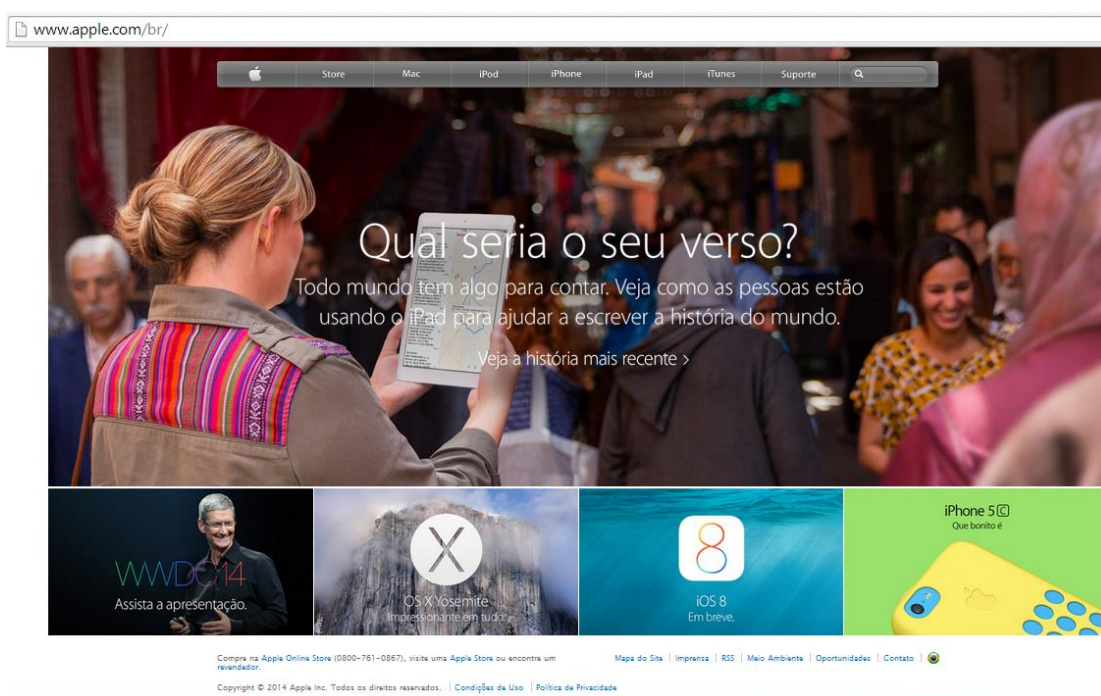 www.apple.com/br/
Store Mac iPod iPhone iPad iTunes Suporte
Qual seria o seu verso?
Todo mundo tem algo para contar. Veja como as pessoas estão
usando o iPad para ajudar a escrever a história do mundo.
Veja a história mais recente >
WWDC14
Assista a apresentação.
OS X Yosemite
Impressionante em tudo.
iOS 8
Em breve.
iPhone 5C
Que bonito é
Compre na Apple Online Store (0800-761-0867), visite uma Apple Store ou encontre um
revendedor.
Mapa do Site | Imprensa | RSS | Meio Ambiente | Oportunidades | Contato |
Copyright © 2014 Apple Inc. Todos os direitos reservados. | Condições de Uso | Política de Privacidade